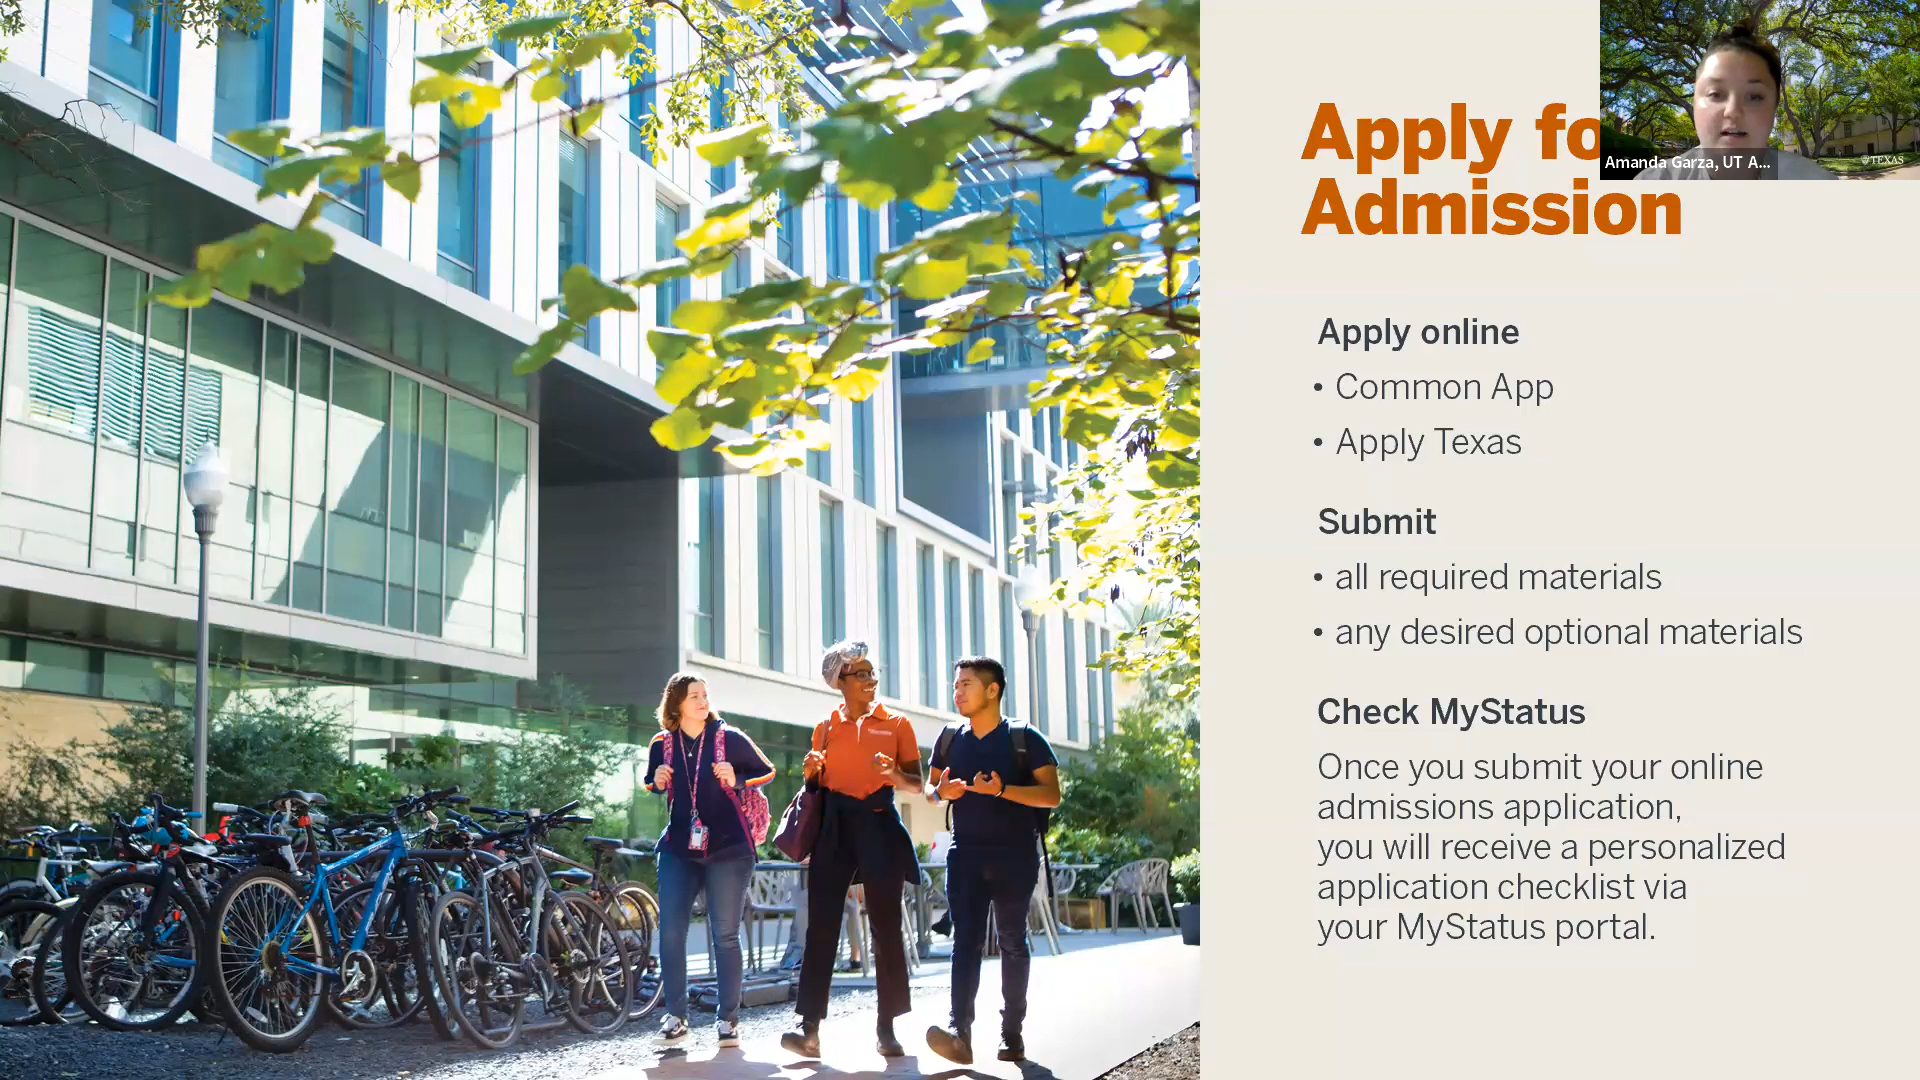 Apply fo
Admission
Amanda Garza, UT A...
TEXAS
Apply online
• Common App
• Apply Texas
Submit
• all required materials
• any desired optional materials
Check MyStatus
Once you submit your online
admissions application,
you will receive a personalized
application checklist via
your MyStatus portal.